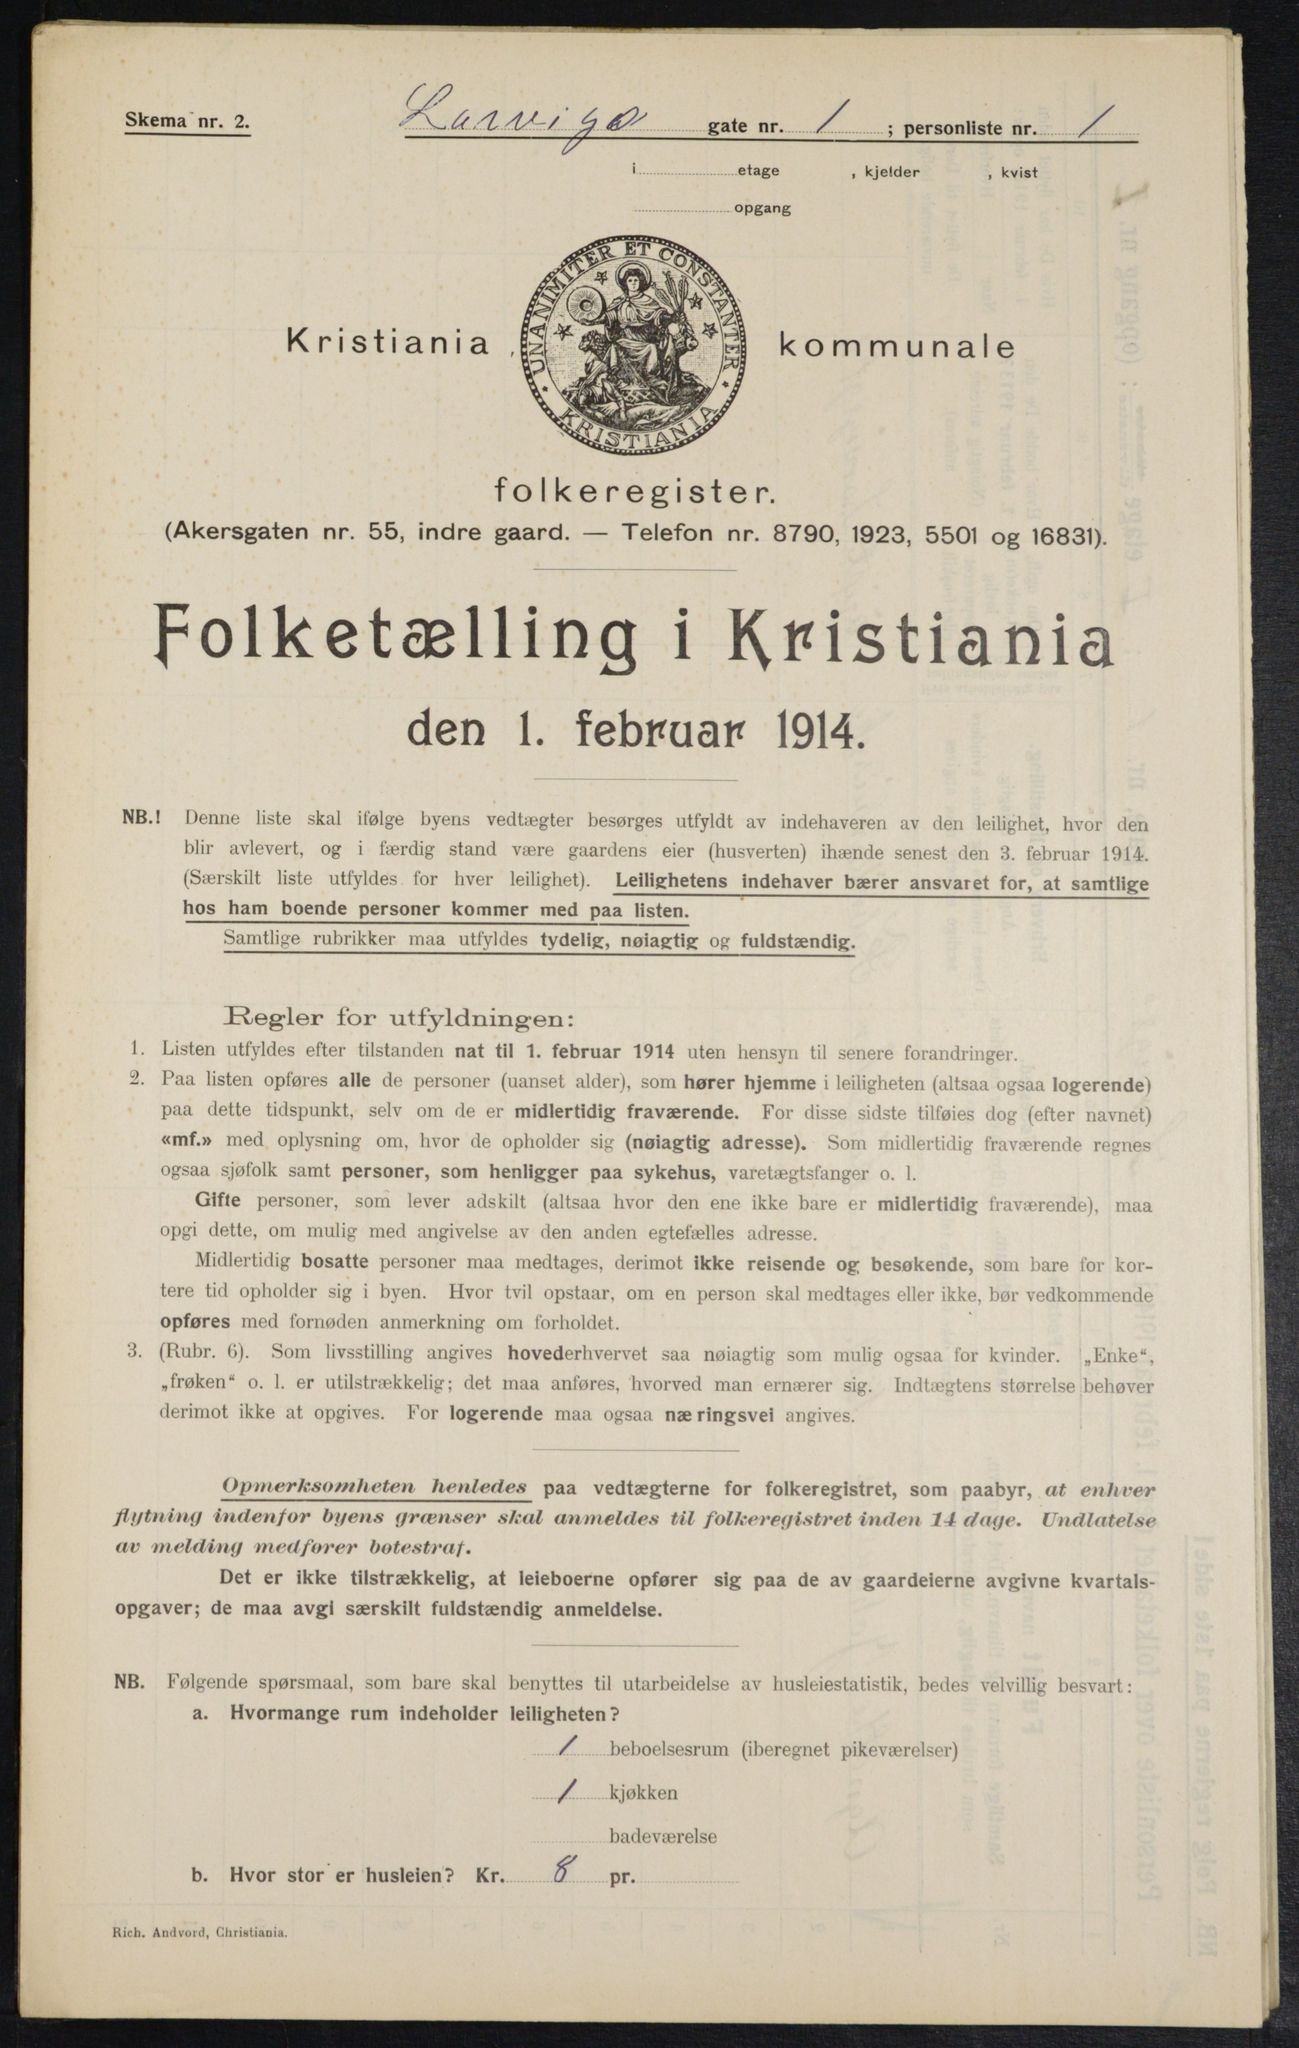 Skema nr. 2. Larvigs gate nr. 1 ; personliste nr. 1
i etage , kjelder , kvist
opgang
UNANIMITER ET CONSTANTER
KRISTIANIA
Kristiania kommunale
folkeregister.
(Akersgaten nr. 55, indre gaard. — Telefon nr. 8790, 1923, 5501 og 16831).
Folketælling i Kristiania
den 1. februar 1914.
NB.! Denne liste skal ifølge byens vedtægter besørges utfyldt av indehaveren av den leilighet, hvor den
blir avlevert, og i færdig stand være gaardens eier (husverten) ihænde senest den 3. februar 1914.
(Særskilt liste utfyldes for hver leilighet). Leilighetens indehaver bærer ansvaret for, at samtlige
hos ham boende personer kommer med paa listen.
Samtlige rubrikker maa utfyldes tydelig, nøiagtig og fuldstændig.
Regler for utfyldningen:
1. Listen utfyldes efter tilstanden nat til 1. februar 1914 uten hensyn til senere forandringer.
2. Paa listen opføres alle de personer (uanset alder), som hører hjemme i leiligheten (altsaa ogsaa logerende)
paa dette tidspunkt, selv om de er midlertidig fraværende. For disse sidste tilføies dog (efter navnet)
«mf.» med oplysning om, hvor de opholder sig (nøiagtig adresse). Som midlertidig fraværende regnes
ogsaa sjøfolk samt personer, som henligger paa sykehus, varetægtsfanger o. l.
Gifte personer, som lever adskilt (altsaa hvor den ene ikke bare er midlertidig fraværende), maa
opgi dette, om mulig med angivelse av den anden egtefælles adresse.
Midlertidig bosatte personer maa medtages, derimot ikke reisende og besøkende, som bare for kor-
tere tid opholder sig i byen. Hvor tvil opstaar, om en person skal medtages eller ikke, bør vedkommende
opføres med fornøden anmerkning om forholdet.
3. (Rubr. 6). Som livsstilling angives hovederhvervet saa nøiagtig som mulig ogsaa for kvinder. „Enke“,
„frøken“ o. l. er utilstrækkelig; det maa anføres, hvorved man ernærer sig. Indtægtens størrelse behøver
derimot ikke at opgives. For logerende maa ogsaa næringsvei angives.
Opmerksomheten henledes paa vedtægterne for folkeregistret, som paabyr, at enhver
flytning indenfor byens grænser skal anmeldes til folkeregistret inden 14 dage. Undlatelse
av melding medfører bøtestraf.
Det er ikke tilstrækkelig, at leieboerne opfører sig paa de av gaardeierne avgivne kvartals-
opgaver; de maa avgi særskilt fuldstændig anmeldelse.
NB. Følgende spørsmaal, som bare skal benyttes til utarbeidelse av husleiestatistik, bedes velvillig besvart:
a. Hvormange rum indeholder leiligheten?
1 beboelsesrum (iberegnet pikeværelser)
1 kjøkken
badeværelse
b. Hvor stor er husleien? Kr. 8 pr.
Rich. Andvord, Christiania.